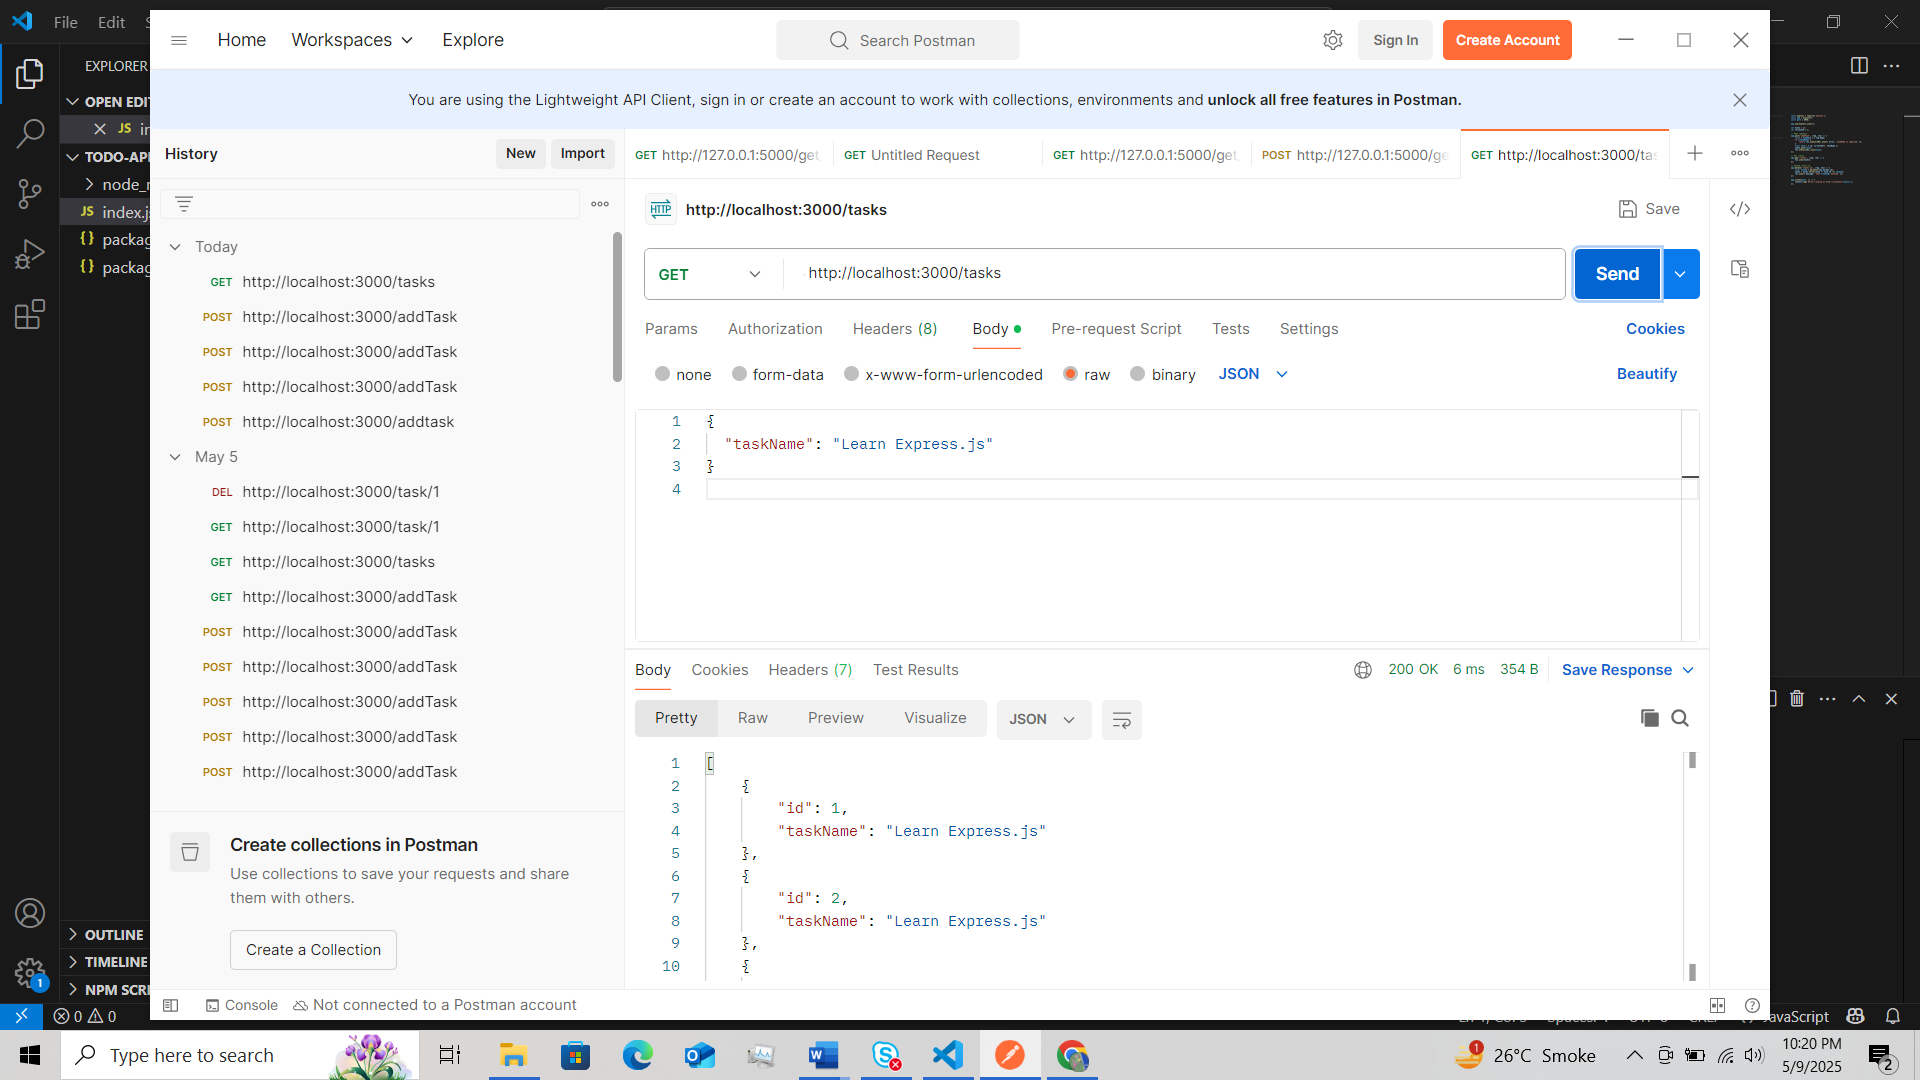 File Edit S
Home Workspaces Explore
Search Postman
Sign In
Create Account
EXPLORER
You are using the Lightweight API Client, sign in or create an account to work with collections, environments and unlock all free features in Postman.
OPEN EDI
JS in
TODO-API
node_
JS index.js
{} packag
{} packag
History
New
Import
GET http://127.0.0.1:5000/get
GET Untitled Request
GET http://127.0.0.1:5000/get
POST http://127.0.0.1:5000/ge
GET http://localhost:3000/tas
HTTP http://localhost:3000/tasks
Save
Today
GET http://localhost:3000/tasks
POST http://localhost:3000/addTask
POST http://localhost:3000/addTask
POST http://localhost:3000/addTask
POST http://localhost:3000/addtask
May 5
DEL http://localhost:3000/task/1
GET http://localhost:3000/task/1
GET http://localhost:3000/tasks
GET http://localhost:3000/addTask
POST http://localhost:3000/addTask
POST http://localhost:3000/addTask
POST http://localhost:3000/addTask
POST http://localhost:3000/addTask
POST http://localhost:3000/addTask
Create collections in Postman
Use collections to save your requests and share
them with others.
Create a Collection
GET http://localhost:3000/tasks
Send
Params Authorization Headers (8) Body Pre-request Script Tests Settings
Cookies
none form-data x-www-form-urlencoded raw binary JSON
Beautify
1 {
2 "taskName": "Learn Express.js"
3 }
4
Body Cookies Headers (7) Test Results
200 OK 6 ms 354 B Save Response
Pretty Raw Preview Visualize JSON
1 [
2 {
3 "id": 1,
4 "taskName": "Learn Express.js"
5 },
6 {
7 "id": 2,
8 "taskName": "Learn Express.js"
9 },
10 {
OUTLINE
TIMELINE
NPM SCRI
1
Console Not connected to a Postman account
0 0
JavaScript
Type here to search
1
26°C Smoke
10:20 PM
5/9/2025
2